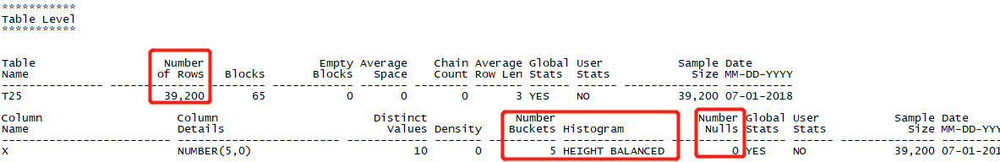 ***********
Table Level
***********
Table Number Empty Average Chain Average Global User Sample Date
Name of Rows Blocks Blocks Space Count Row Len Stats Stats Size MM-DD-YYYY
T25 39,200 65 0 0 0 3 YES NO 39,200 07-01-2018
Column Column Distinct Number Number Global User Sample Date
Name Details Values Density Buckets Histogram Nulls Stats Stats Size MM-DD-YYY
X NUMBER(5,0) 10 0 5 HEIGHT BALANCED 0 YES NO 39,200 07-01-201